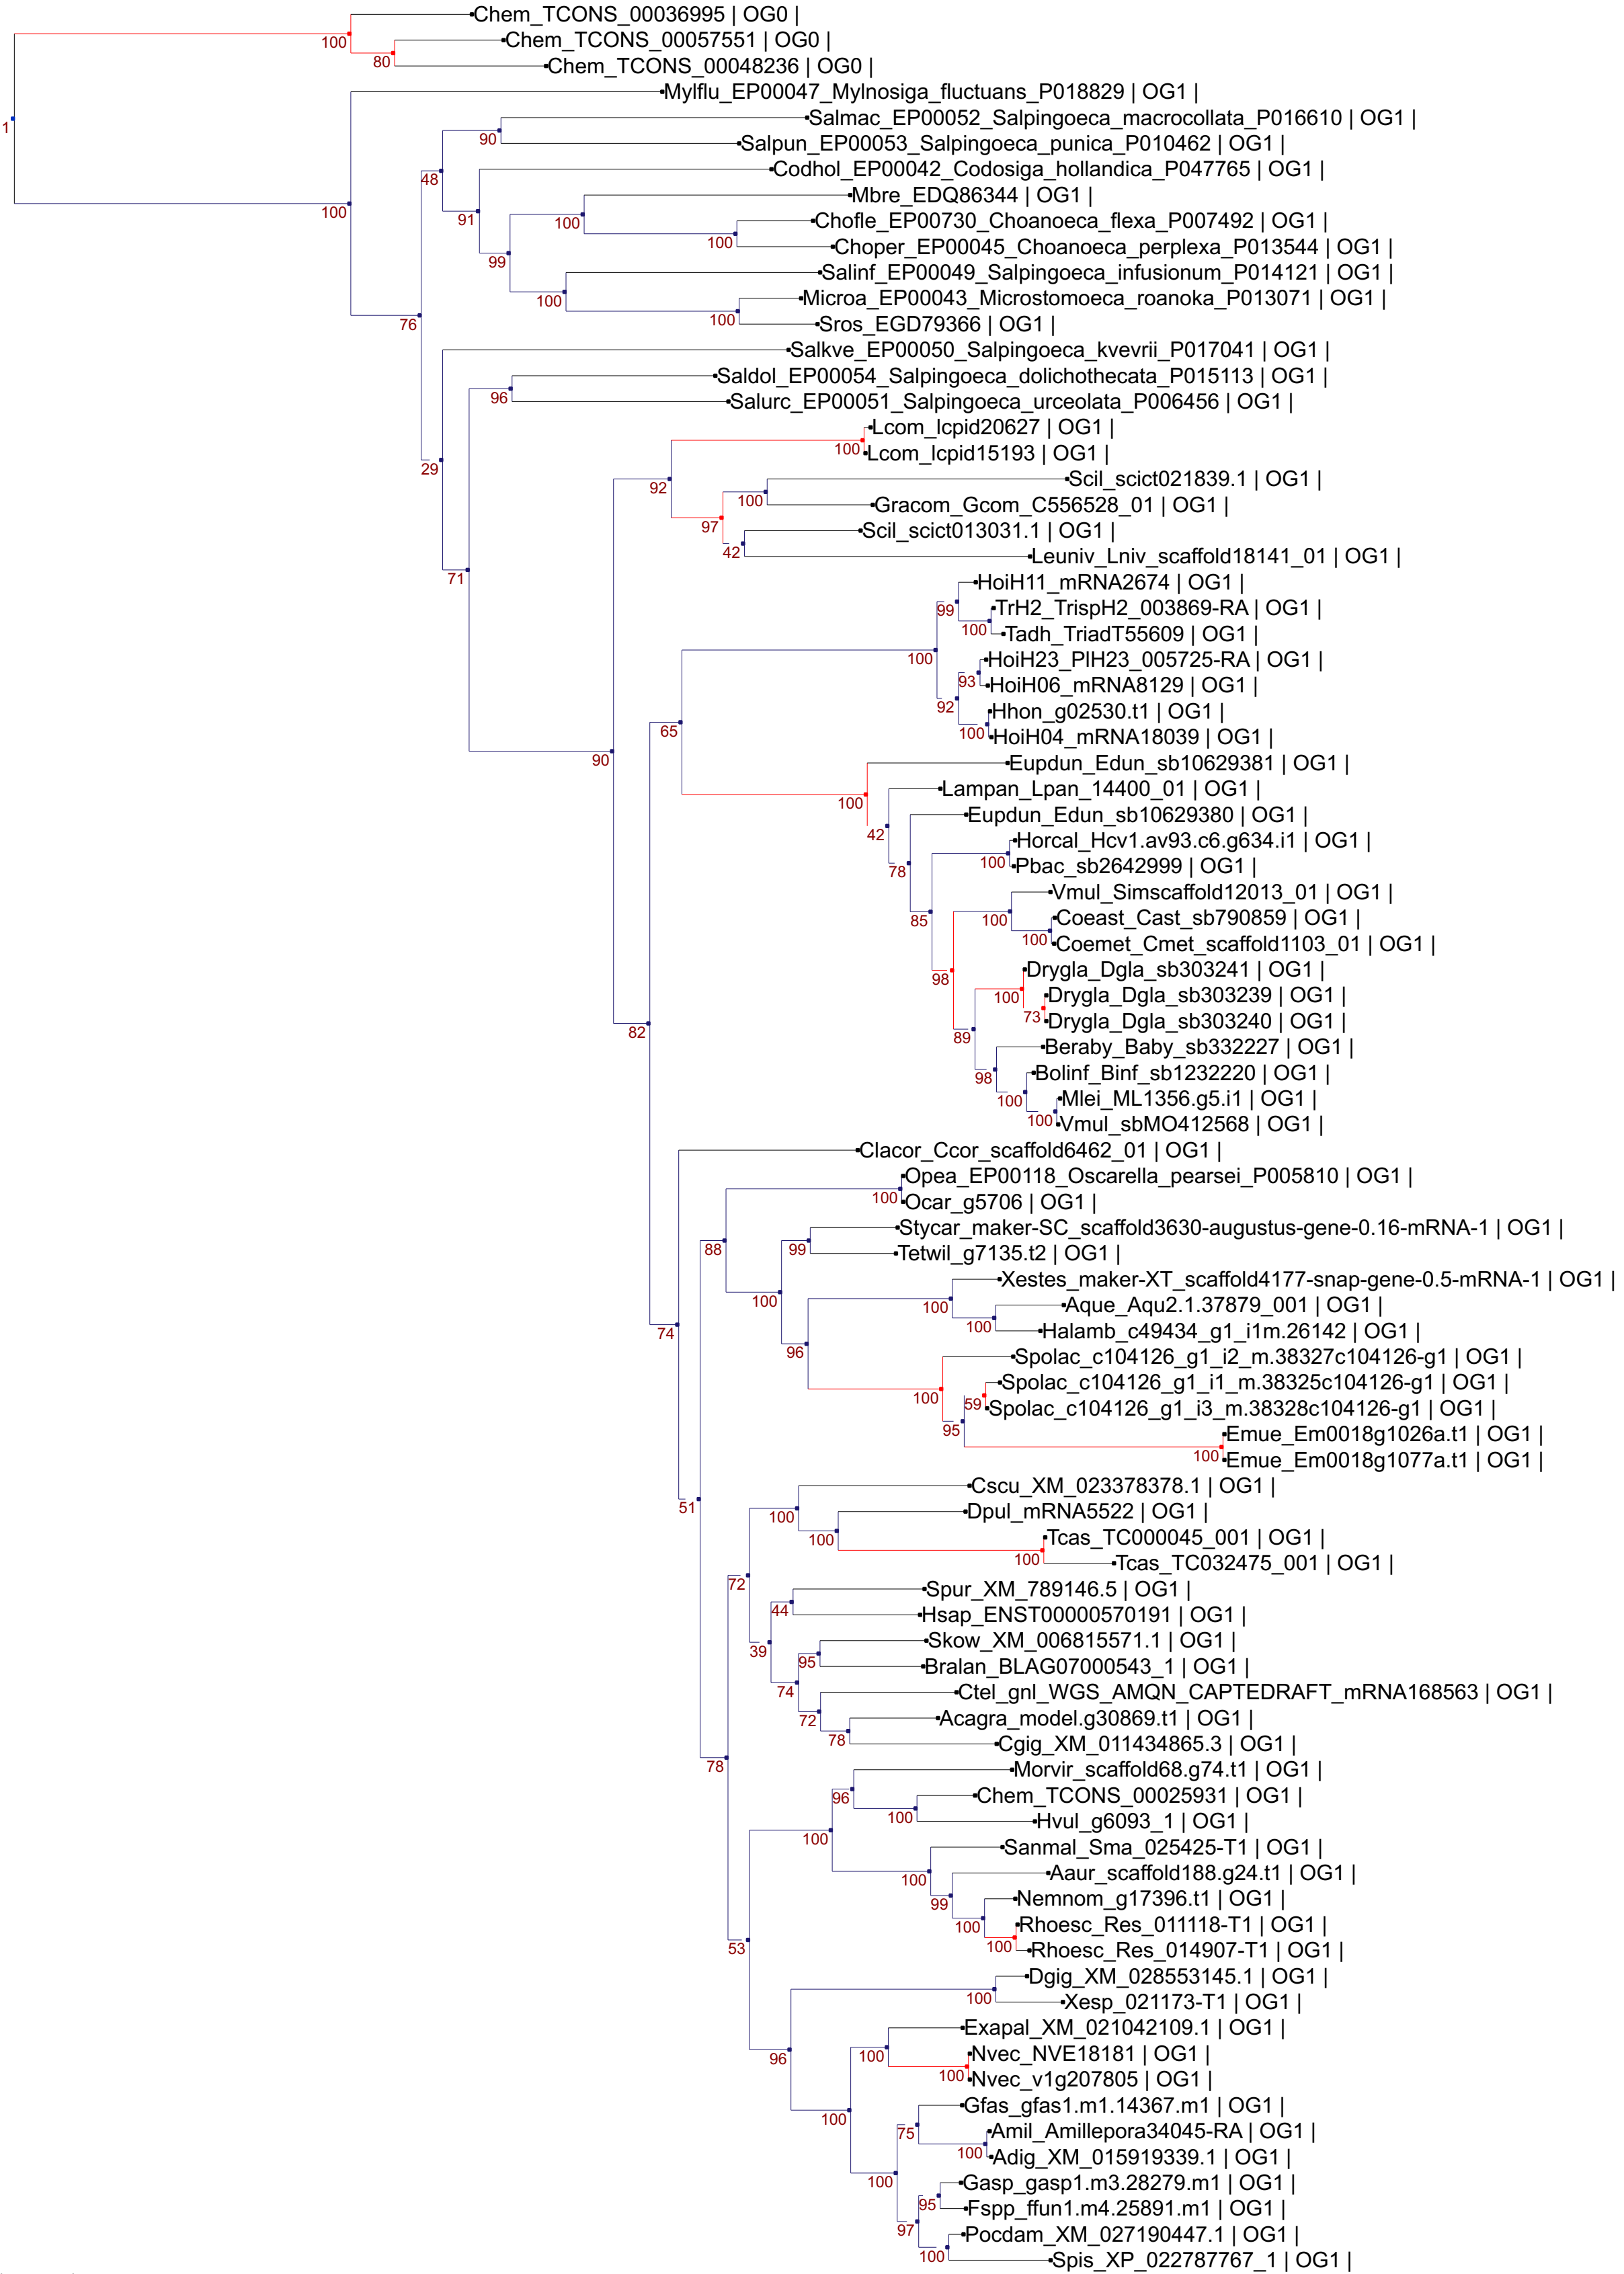 Chem_TCONS_00036995 | OG0 |
100
Chem_TCONS_00057551 | OG0 |
80
Chem_TCONS_00048236 | OG0 |
Mylflu_EP00047_Mylnosiga_fluctuans_P018829 | OG1 |
1
Salmac_EP00052_Salpingoeca_macrocollata_P016610 | OG1 |
90
Salpun_EP00053_Salpingoeca_punica_P010462 | OG1 |
Codhol_EP00042_Codosiga_hollandica_P047765 | OG1 |
48
Mbre_EDQ86344 | OG1 |
100
91
100
Chofle_EP00730_Choanoeca_flexa_P007492 | OG1 |
100
Choper_EP00045_Choanoeca_perplexa_P013544 | OG1 |
99
Salinf_EP00049_Salpingoeca_infusionum_P014121 | OG1 |
100
Microa_EP00043_Microstomoeca_roanoka_P013071 | OG1 |
100
Sros_EGD79366 | OG1 |
76
Salkve_EP00050_Salpingoeca_kvevrii_P017041 | OG1 |
Saldol_EP00054_Salpingoeca_dolichothecata_P015113 | OG1 |
96
Salurc_EP00051_Salpingoeca_urceolata_P006456 | OG1 |
Lcom_lcpid20627 | OG1 |
100
Lcom_lcpid15193 | OG1 |
29
Scil_scict021839.1 | OG1 |
92
100
Gracom_Gcom_C556528_01 | OG1 |
97
Scil_scict013031.1 | OG1 |
42
Leuniv_Lniv_scaffold18141_01 | OG1 |
71
HoiH11_mRNA2674 | OG1 |
99
TrH2_TrispH2_003869-RA | OG1 |
100
Tadh_TriadT55609 | OG1 |
100
HoiH23_PlH23_005725-RA | OG1 |
93
HoiH06_mRNA8129 | OG1 |
92
Hhon_g02530.t1 | OG1 |
65
100
HoiH04_mRNA18039 | OG1 |
90
Eupdun_Edun_sb10629381 | OG1 |
Lampan_Lpan_14400_01 | OG1 |
100
Eupdun_Edun_sb10629380 | OG1 |
42
Horcal_Hcv1.av93.c6.g634.i1 | OG1 |
100
Pbac_sb2642999 | OG1 |
78
Vmul_Simscaffold12013_01 | OG1 |
85
100
Coeast_Cast_sb790859 | OG1 |
100
Coemet_Cmet_scaffold1103_01 | OG1 |
Drygla_Dgla_sb303241 | OG1 |
98
100
Drygla_Dgla_sb303239 | OG1 |
73
Drygla_Dgla_sb303240 | OG1 |
82
89
Beraby_Baby_sb332227 | OG1 |
98
Bolinf_Binf_sb1232220 | OG1 |
100
Mlei_ML1356.g5.i1 | OG1 |
100
Vmul_sbMO412568 | OG1 |
Clacor_Ccor_scaffold6462_01 | OG1 |
Opea_EP00118_Oscarella_pearsei_P005810 | OG1 |
100
Ocar_g5706 | OG1 |
Stycar_maker-SC_scaffold3630-augustus-gene-0.16-mRNA-1 | OG1 |
88
99
Tetwil_g7135.t2 | OG1 |
Xestes_maker-XT_scaffold4177-snap-gene-0.5-mRNA-1 | OG1 |
100
100
Aque_Aqu2.1.37879_001 | OG1 |
100
Halamb_c49434_g1_i1m.26142 | OG1 |
74
96
Spolac_c104126_g1_i2_m.38327c104126-g1 | OG1 |
Spolac_c104126_g1_i1_m.38325c104126-g1 | OG1 |
100
59
Spolac_c104126_g1_i3_m.38328c104126-g1 | OG1 |
95
Emue_Em0018g1026a.t1 | OG1 |
100
Emue_Em0018g1077a.t1 | OG1 |
Cscu_XM_023378378.1 | OG1 |
51
100
Dpul_mRNA5522 | OG1 |
100
Tcas_TC000045_001 | OG1 |
100
Tcas_TC032475_001 | OG1 |
72
Spur_XM_789146.5 | OG1 |
44
Hsap_ENST00000570191 | OG1 |
Skow_XM_006815571.1 | OG1 |
39
95
Bralan_BLAG07000543_1 | OG1 |
74
Ctel_gnl_WGS_AMQN_CAPTEDRAFT_mRNA168563 | OG1 |
72
Acagra_model.g30869.t1 | OG1 |
78
Cgig_XM_011434865.3 | OG1 |
78
Morvir_scaffold68.g74.t1 | OG1 |
96
Chem_TCONS_00025931 | OG1 |
100
Hvul_g6093_1 | OG1 |
100
Sanmal_Sma_025425-T1 | OG1 |
100
Aaur_scaffold188.g24.t1 | OG1 |
99
Nemnom_g17396.t1 | OG1 |
100
Rhoesc_Res_011118-T1 | OG1 |
100
Rhoesc_Res_014907-T1 | OG1 |
53
Dgig_XM_028553145.1 | OG1 |
100
Xesp_021173-T1 | OG1 |
Exapal_XM_021042109.1 | OG1 |
96
100
Nvec_NVE18181 | OG1 |
100
Nvec_v1g207805 | OG1 |
Gfas_gfas1.m1.14367.m1 | OG1 |
100
75
Amil_Amillepora34045-RA | OG1 |
100
Adig_XM_015919339.1 | OG1 |
100
Gasp_gasp1.m3.28279.m1 | OG1 |
95
Fspp_ffun1.m4.25891.m1 | OG1 |
97
Pocdam_XM_027190447.1 | OG1 |
100
Spis_XP_022787767_1 | OG1 |